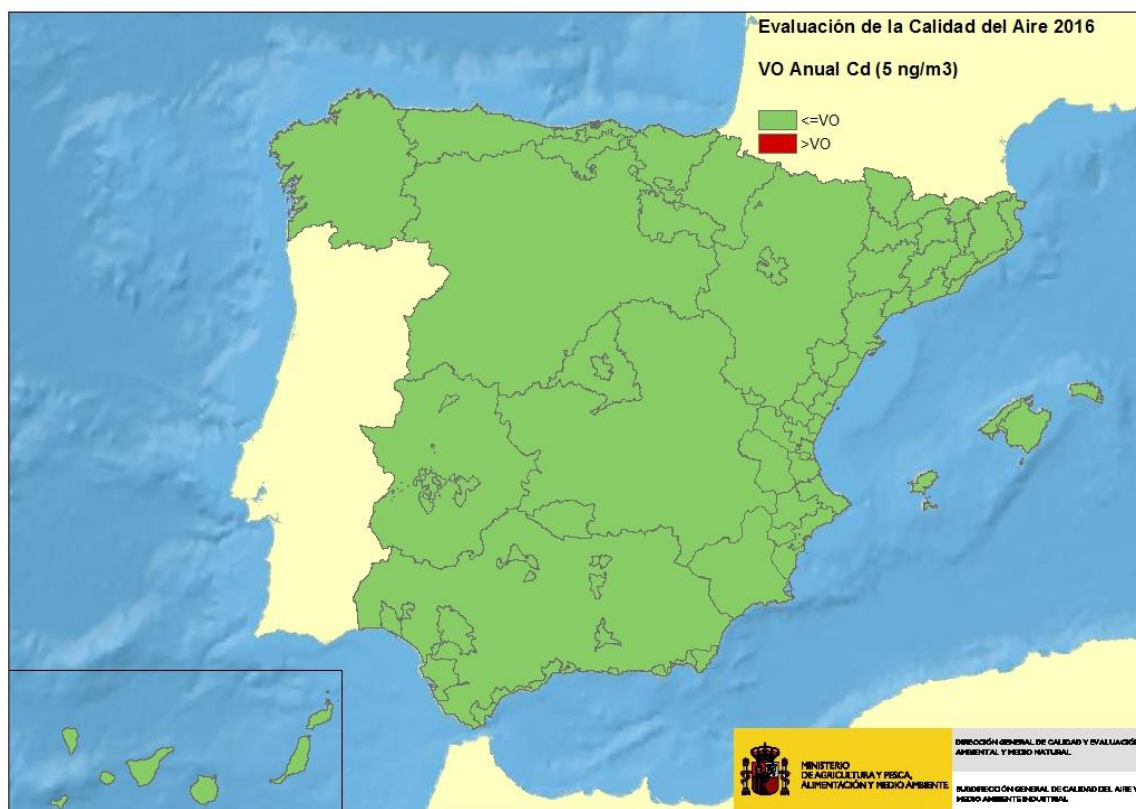 Evaluación de la Calidad del Aire 2016
VO Anual Cd (5 ng/m3)
<=VO
>VO
MINISTERIO
DE AGRICULTURA Y PESCA,
ALIMENTACIÓN Y MEDIO AMBIENTE
DIRECCIÓN GENERAL DE CALIDAD Y EVALUACIÓN
AMBIENTAL Y MEDIO NATURAL
SUBDIRECCIÓN GENERAL DE CALIDAD DEL AIRE Y
MEDIO AMBIENTE INDUSTRIAL